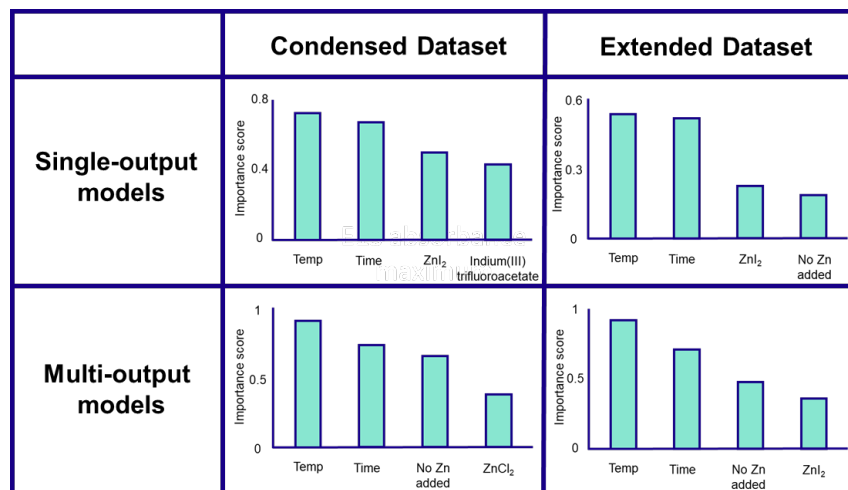 Condensed Dataset
Extended Dataset
Single-output
models
0.8
0.4
0
Importance score
Temp
Time
ZnI₂
Indium(III)
trifluoroacetate
0.6
0.3
0
Importance score
Temp
Time
ZnI₂
No Zn
added
Multi-output
models
1
0.5
0
Importance score
Temp
Time
No Zn
added
ZnCl₂
1
0.5
0
Importance score
Temp
Time
No Zn
added
ZnI₂